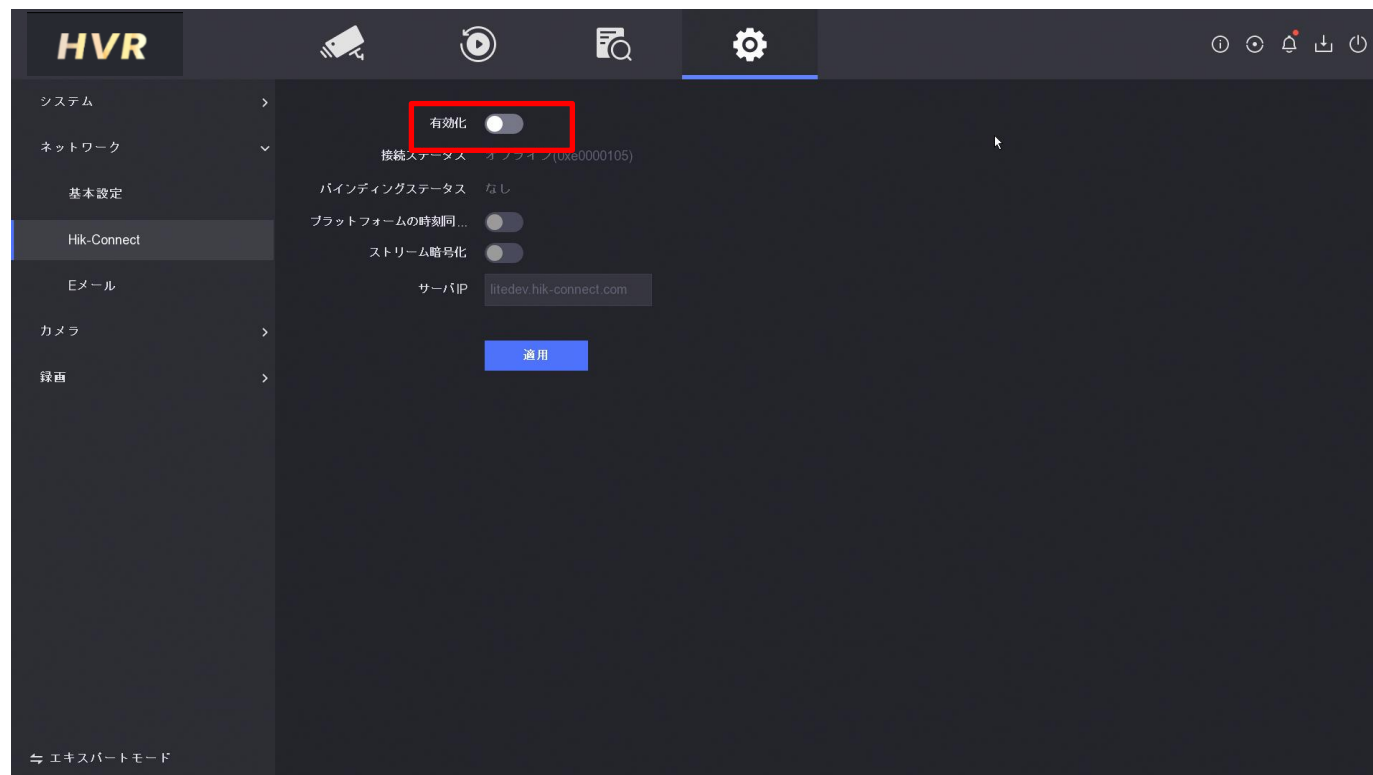 HVR
システム
ネットワーク
基本設定
Hik-Connect
Eメール
カメラ
録画
有効化
接続ステータス オフライン(0xe0000105)
バインディングステータス なし
プラットフォームの時刻同...
ストリーム暗号化
サーバIP litedev.hik-connect.com
適用
エキスパートモード